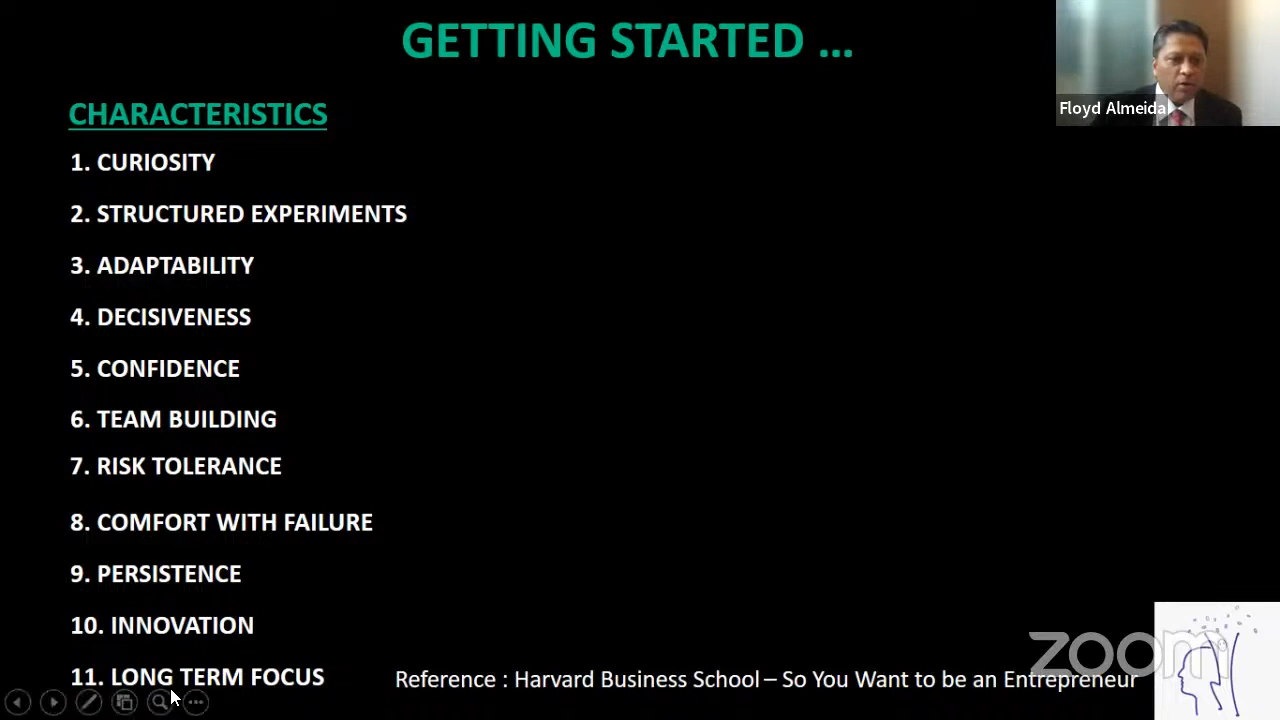 GETTING STARTED ...
Floyd Almeida
CHARACTERISTICS
1. CURIOSITY
2. STRUCTURED EXPERIMENTS
3. ADAPTABILITY
4. DECISIVENESS
5. CONFIDENCE
6. TEAM BUILDING
7. RISK TOLERANCE
8. COMFORT WITH FAILURE
9. PERSISTENCE
10. INNOVATION
11. LONG TERM FOCUS
Reference : Harvard Business School – So You Want to be an Entrepreneur
zoom